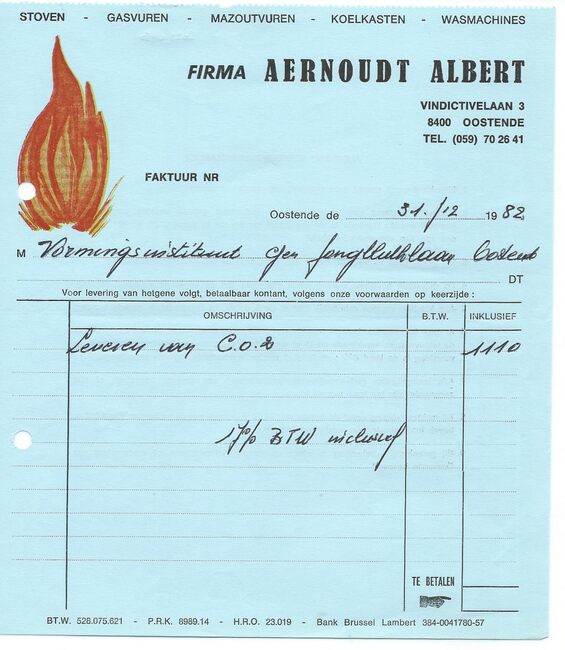 STOVEN - GASVUREN - MAZOUTVUREN - KOELKASTEN - WASMACHINES
FIRMA AERNOUDT ALBERT
VINDICTIVELAAN 3
8400 OOSTENDE
TEL. (059) 70 26 41
FAKTUUR NR
Oostende de 31/12 1982
M Vormingsinstituut
DT
Voor levering van hetgene volgt, betaalbaar kontant, volgens onze voorwaarden op keerzijde :
OMSCHRIJVING B.T.W. INKLUSIEF
Leveren van C.O.2 1110
17% BTW inclusief
TE BETALEN
BT.W. 528.075.621 - P.R.K. 8989.14 - H.R.O. 23.019 - Bank Brussel Lambert 384-0041780-57